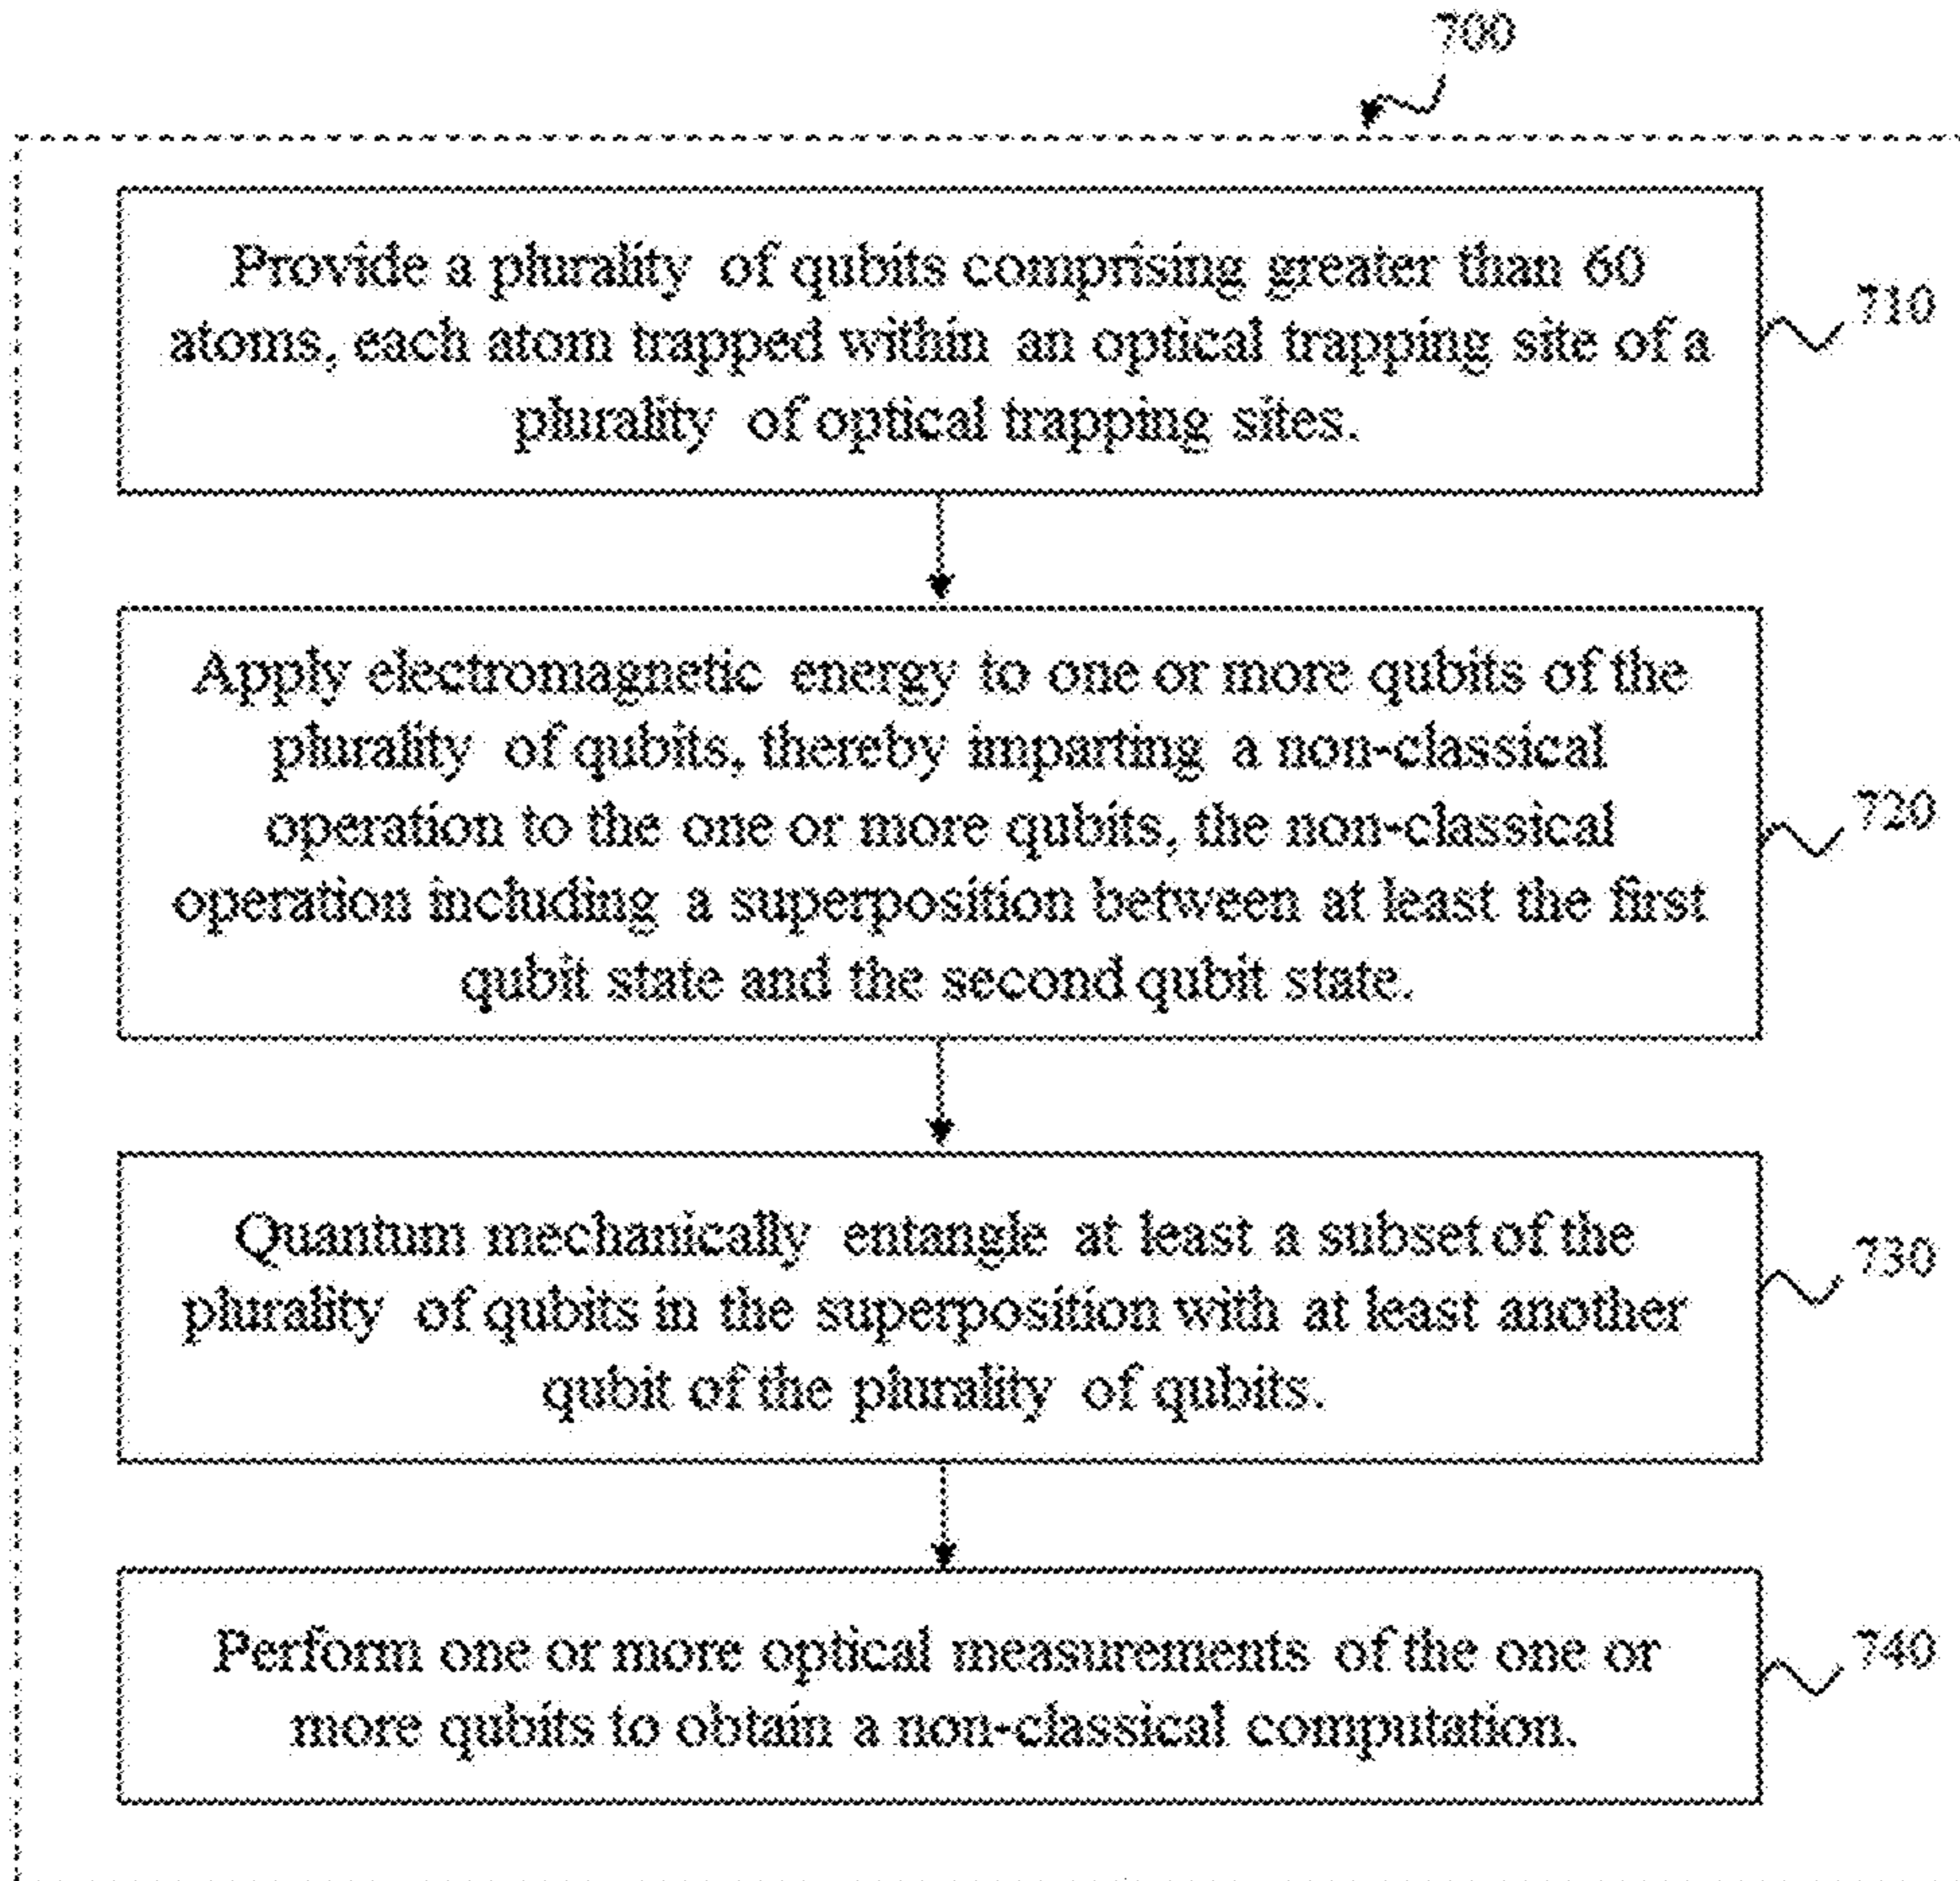 700
Provide a plurality of qubits comprising greater than 60
atoms, each atom trapped within an optical trapping site of a
plurality of optical trapping sites.
710
Apply electromagnetic energy to one or more qubits of the
plurality of qubits, thereby imparting a non-classical
operation to the one or more qubits, the non-classical
operation including a superposition between at least the first
qubit state and the second qubit state.
720
Quantum mechanically entangle at least a subset of the
plurality of qubits in the superposition with at least another
qubit of the plurality of qubits.
730
Perform one or more optical measurements of the one or
more qubits to obtain a non-classical computation.
740